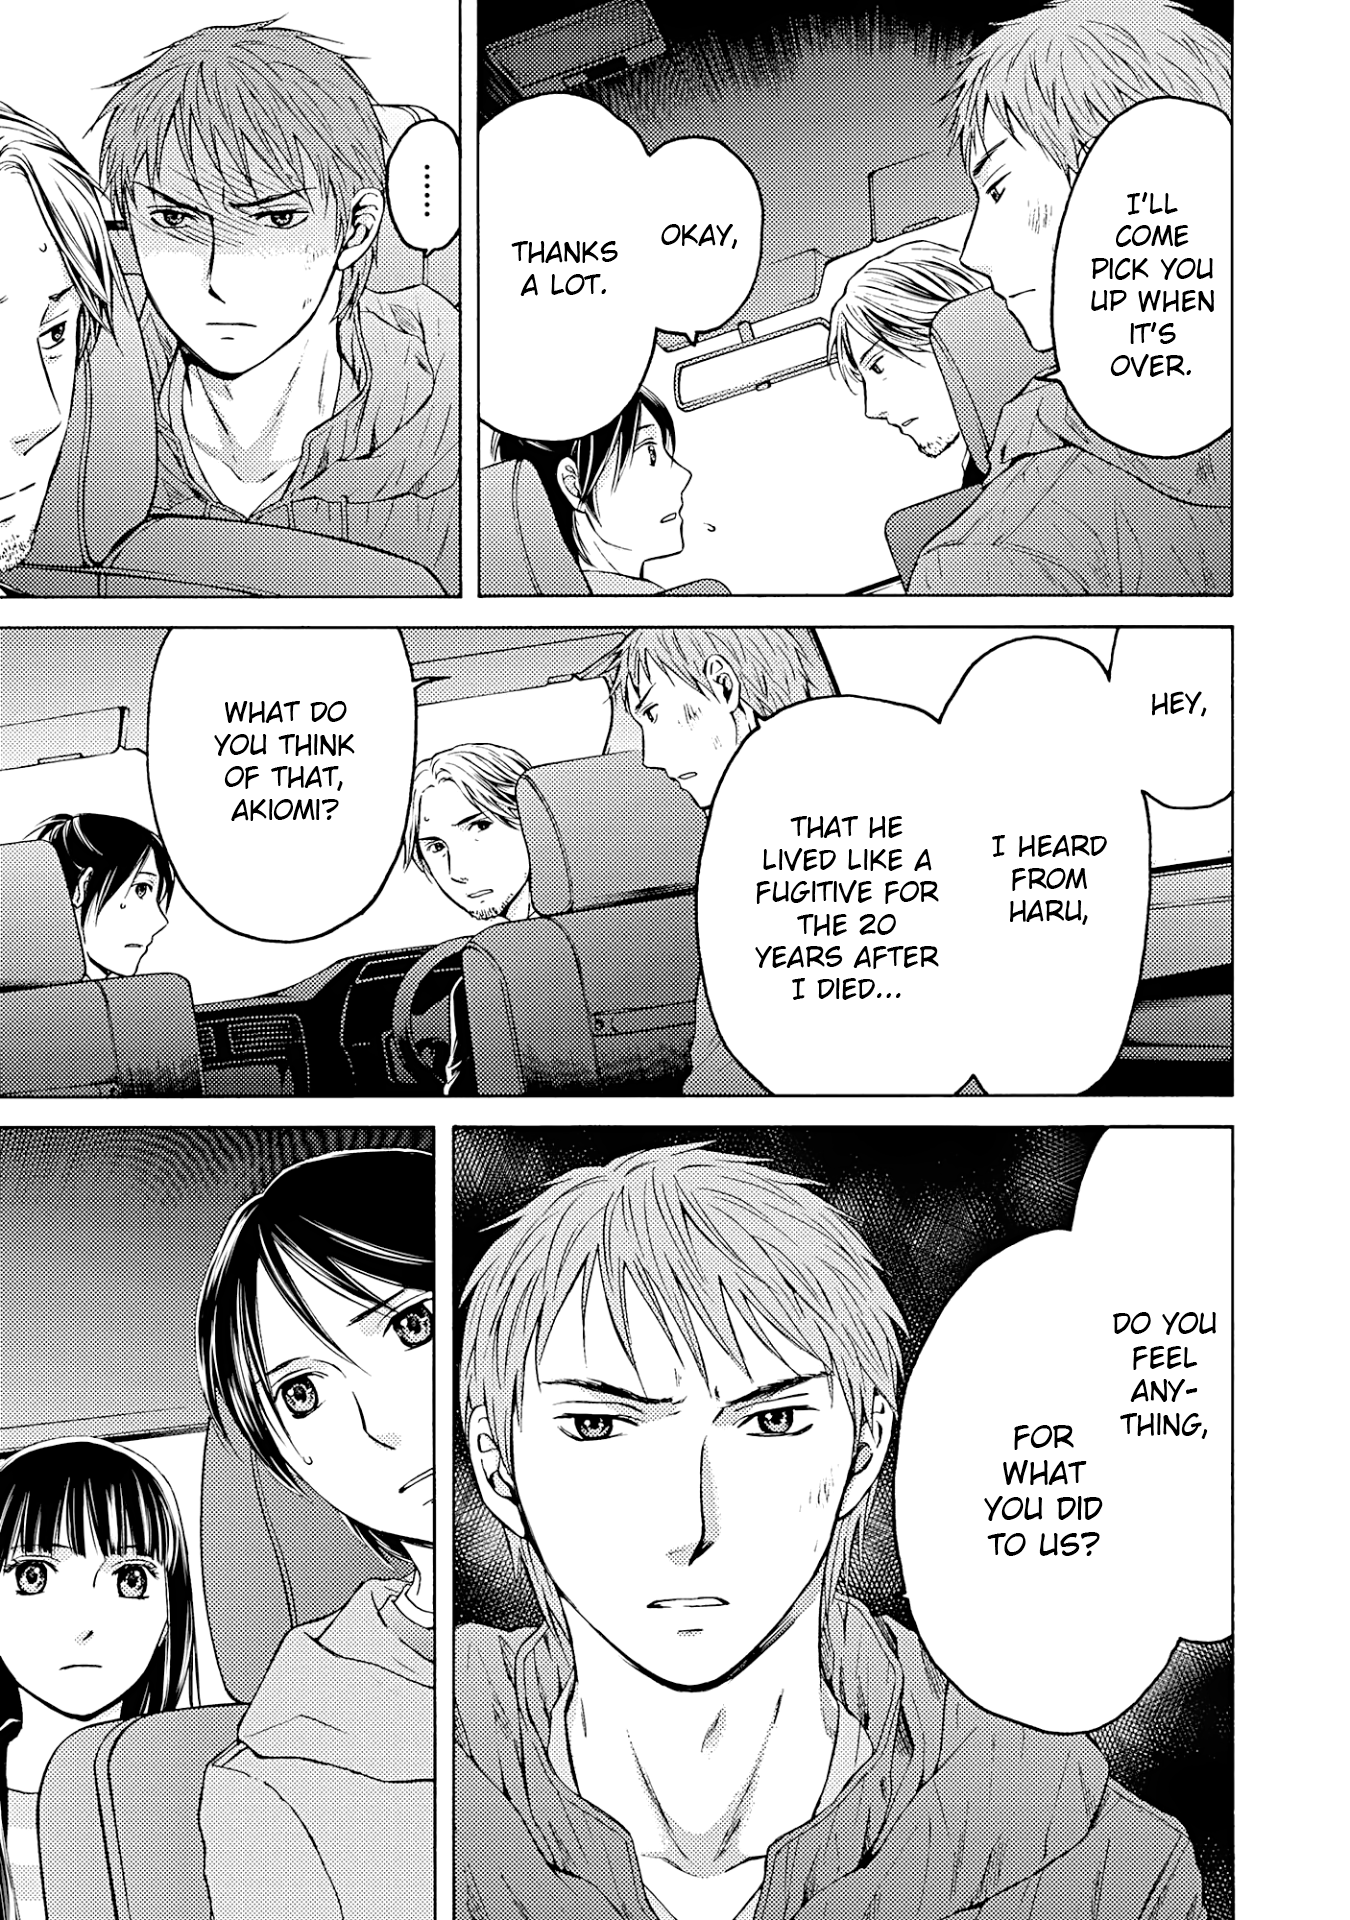 I'LL
COME
PICK YOU
UP WHEN
IT'S
OVER.
OKAY,
THANKS
A LOT.
......
HEY,
I HEARD
FROM
HARU,
THAT HE
LIVED LIKE A
FUGITIVE FOR
THE 20
YEARS AFTER
I DIED...
WHAT DO
YOU THINK
OF THAT,
AKIOMI?
DO YOU
FEEL
ANY-
THING,
FOR
WHAT
YOU DID
TO US?